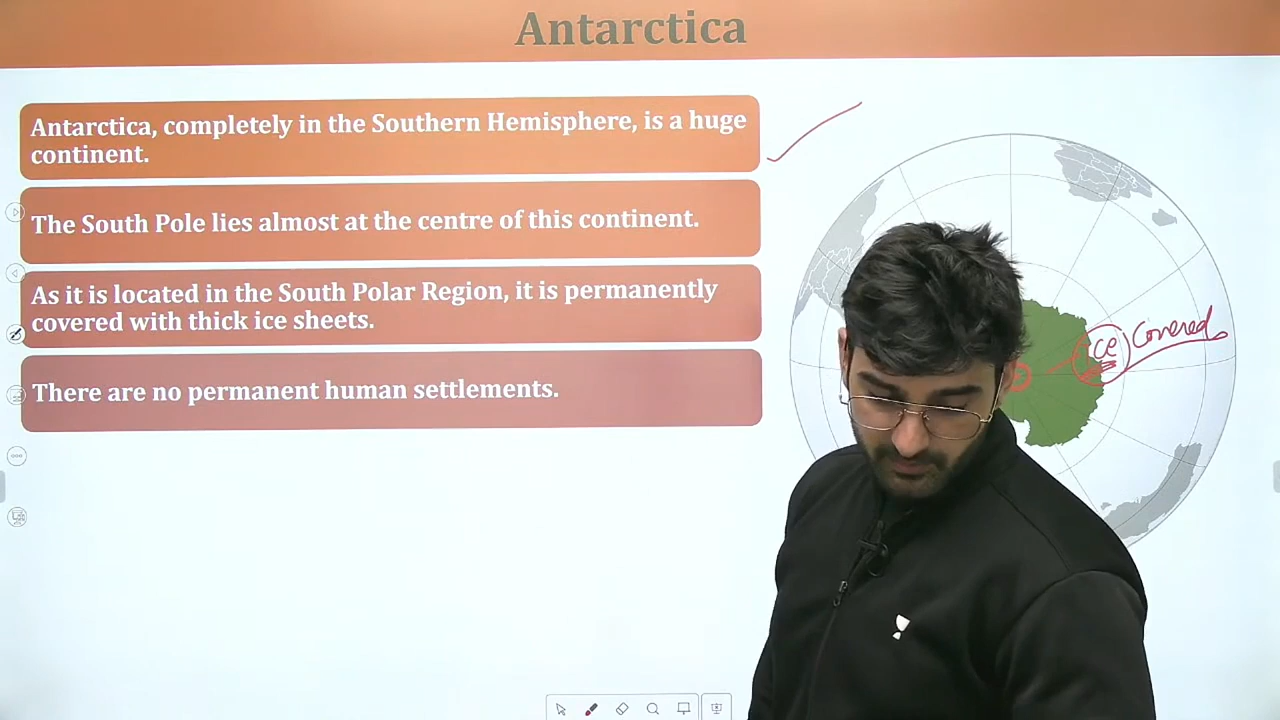 Antarctica
Antarctica, completely in the Southern Hemisphere, is a huge
continent.
The South Pole lies almost at the centre of this continent.
As it is located in the South Polar Region, it is permanently
covered with thick ice sheets.
There are no permanent human settlements.
ice covered